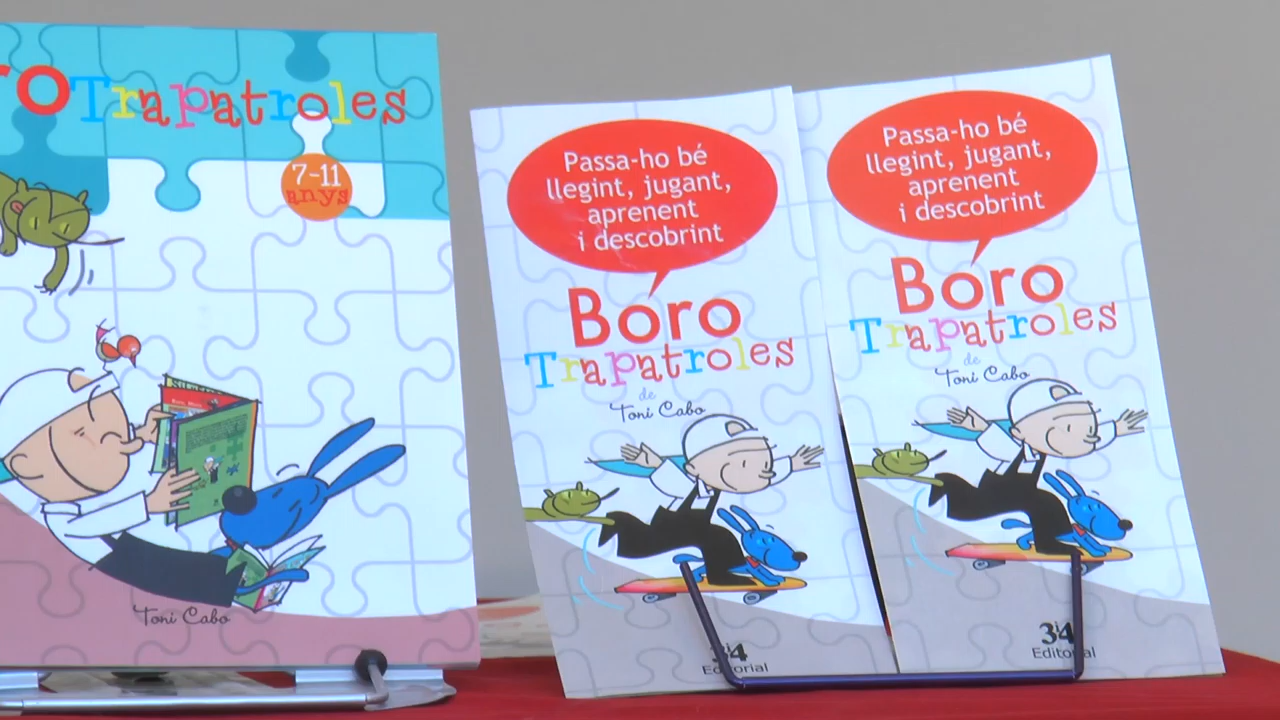 Trapatroles
7-11
anys
Toni Cabo
Passa-ho bé
llegint, jugant,
aprenent
i descobrint
Boro
Trapatroles
de
Toni Cabo
3i4
Editorial
Passa-ho bé
llegint, jugant,
aprenent
i descobrint
Boro
Trapatroles
de
Toni Cabo
3i4
Editorial